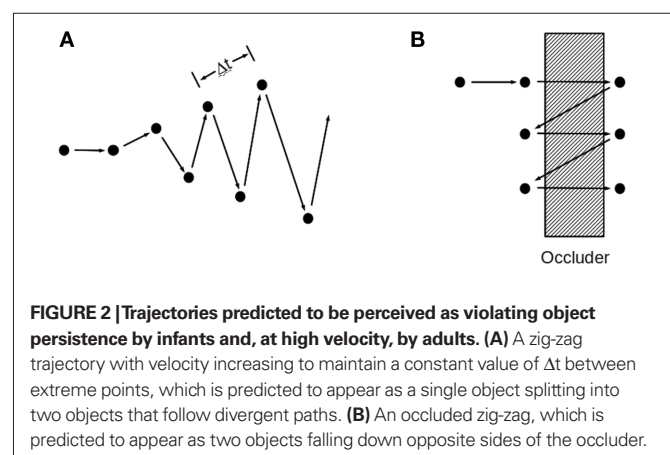 A
B
Δt
Occluder
FIGURE 2 | Trajectories predicted to be perceived as violating object
persistence by infants and, at high velocity, by adults. (A) A zig-zag
trajectory with velocity increasing to maintain a constant value of Δt between
extreme points, which is predicted to appear as a single object splitting into
two objects that follow divergent paths. (B) An occluded zig-zag, which is
predicted to appear as two objects falling down opposite sides of the occluder.